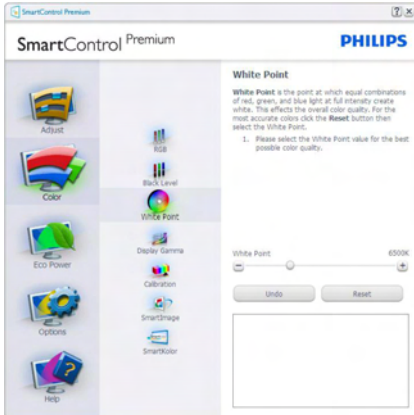 SmartControl Premium
SmartControl Premium
PHILIPS
Adjust
Color
Eco Power
Options
Help
RGB
Black Level
White Point
Display Gamma
Calibration
SmartImage
SmartKolor
White Point
White Point is the point at which equal combinations
of red, green, and blue light at full intensity create
white. This effects the overall color quality. For the
most accurate colors click the Reset button then
select the White Point.
1. Please select the White Point value for the best
possible color quality.
White Point 6500K
Undo Reset